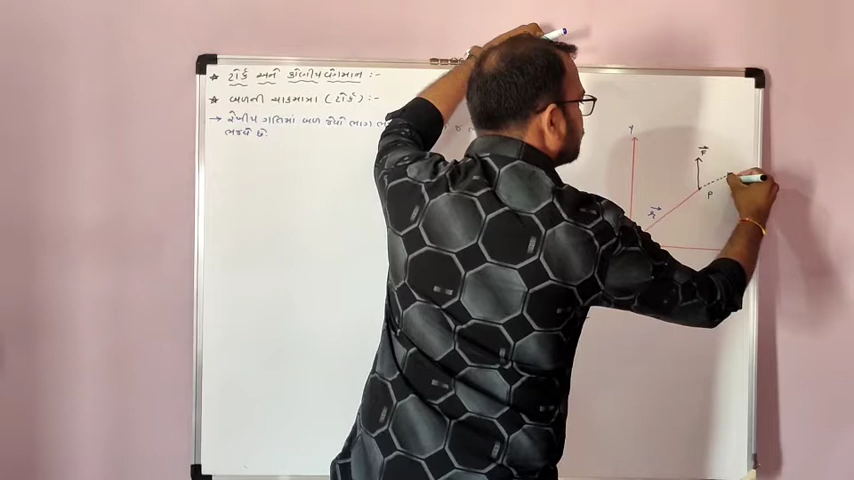 * ટોર્ક અને કોણીય વેગમાન :-
* બળની ચાકમાત્રા ( ટોર્ક ) :-
→ રેખીય ગતિમાં બળ જેવો ભાગ ભ
ભજવે છે.
Y
F
P
r